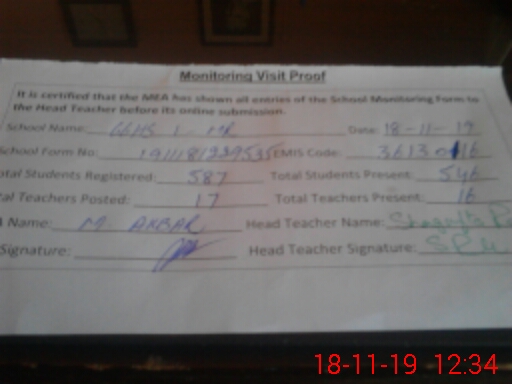 Monitoring Visit Proof
It is certified that the MEA has shown all entries of the School Monitoring Form to
the Head Teacher before its online submission.
School Name: Date: 18-11-19
School Form No: EMIS Code:
Total Students Registered: 587 Total Students Present: 546
Total Teachers Posted: 17 Total Teachers Present: 16
Name: M AKBAR Head Teacher Name:
Signature: Head Teacher Signature:
18-11-19 12:34